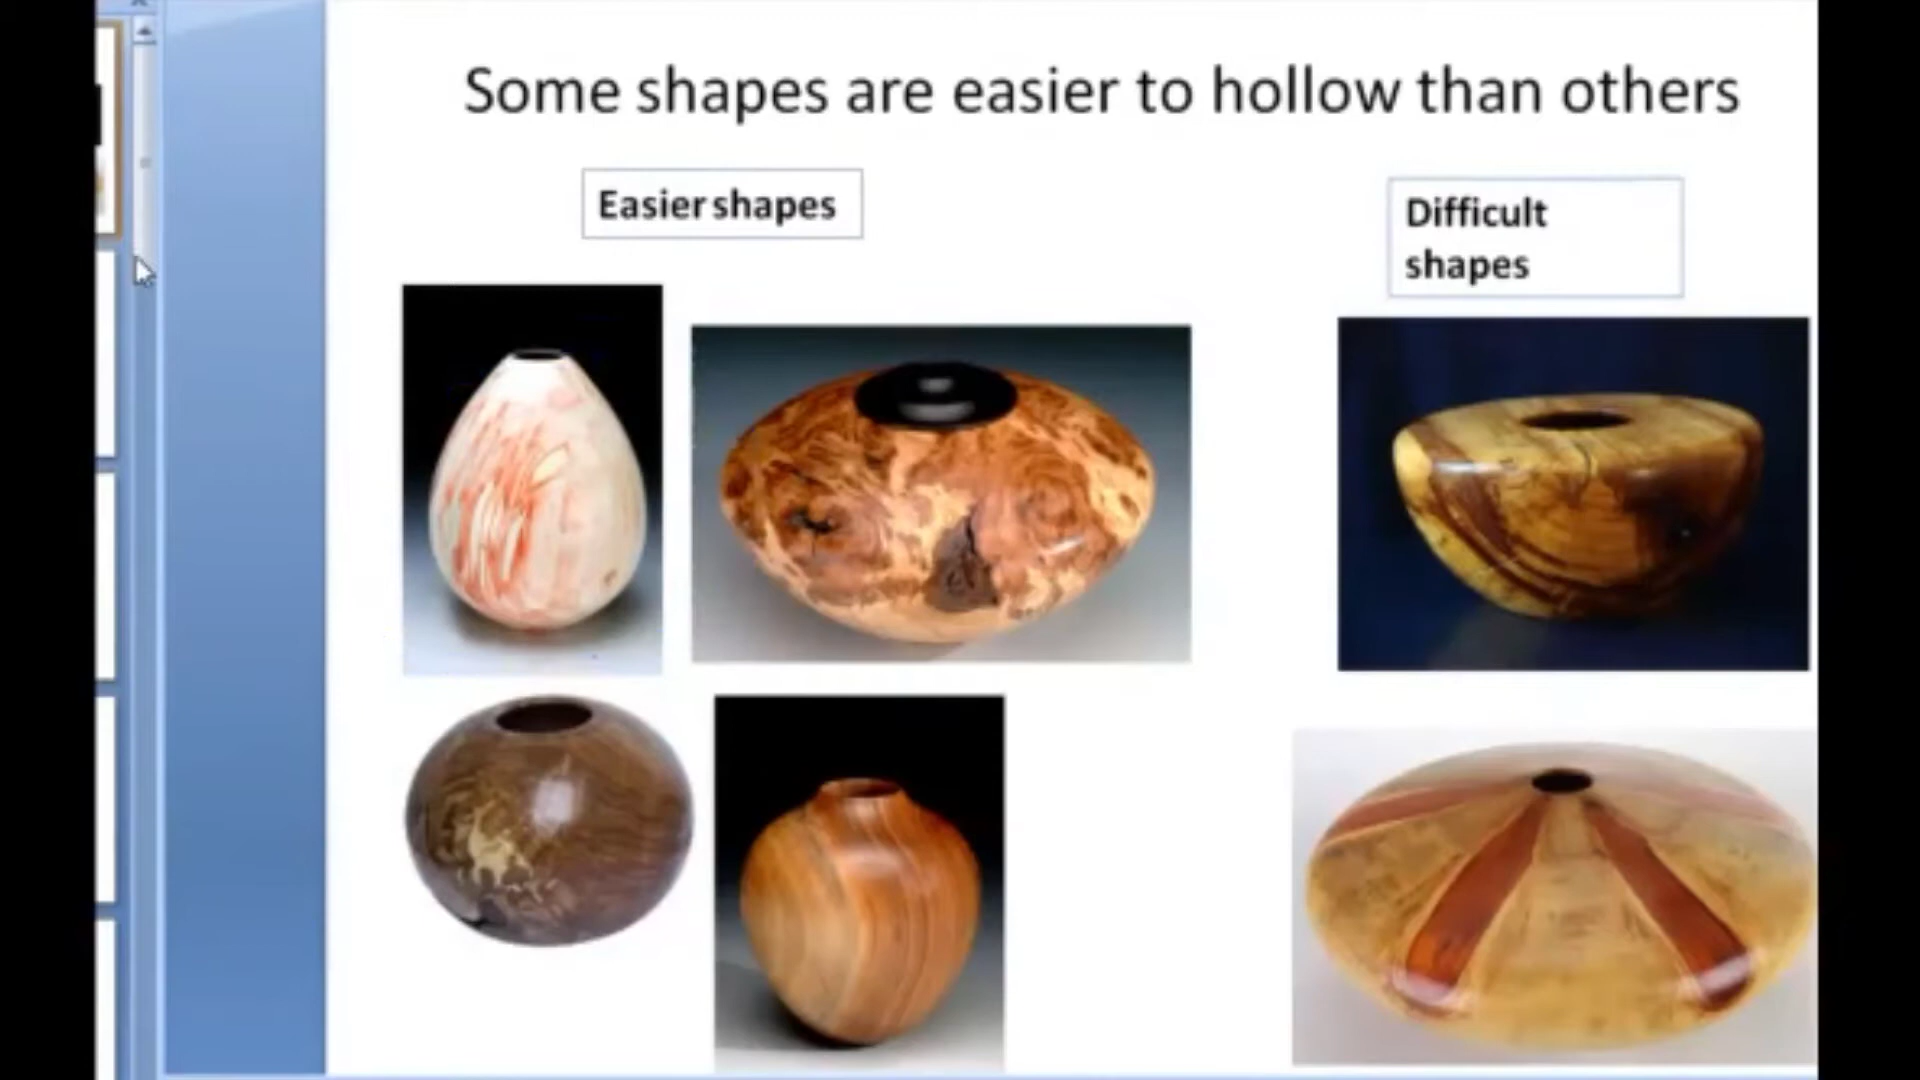 Some shapes are easier to hollow than others
Easier shapes
Difficult
shapes